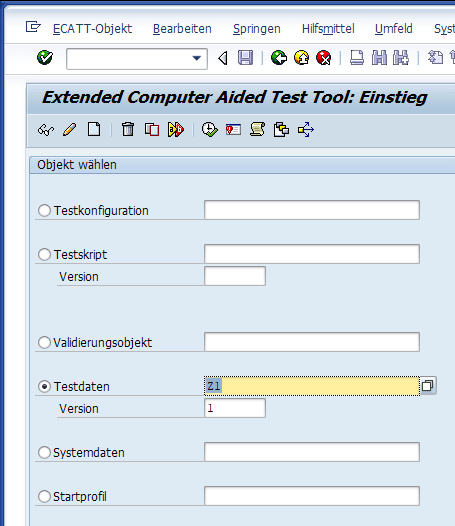 ECATT-Objekt Bearbeiten Springen Hilfsmittel Umfeld Sys
Extended Computer Aided Test Tool: Einstieg
Objekt wählen
Testkonfiguration
Testskript
Version
Validierungsobjekt
Testdaten Z1
Version 1
Systemdaten
Startprofil